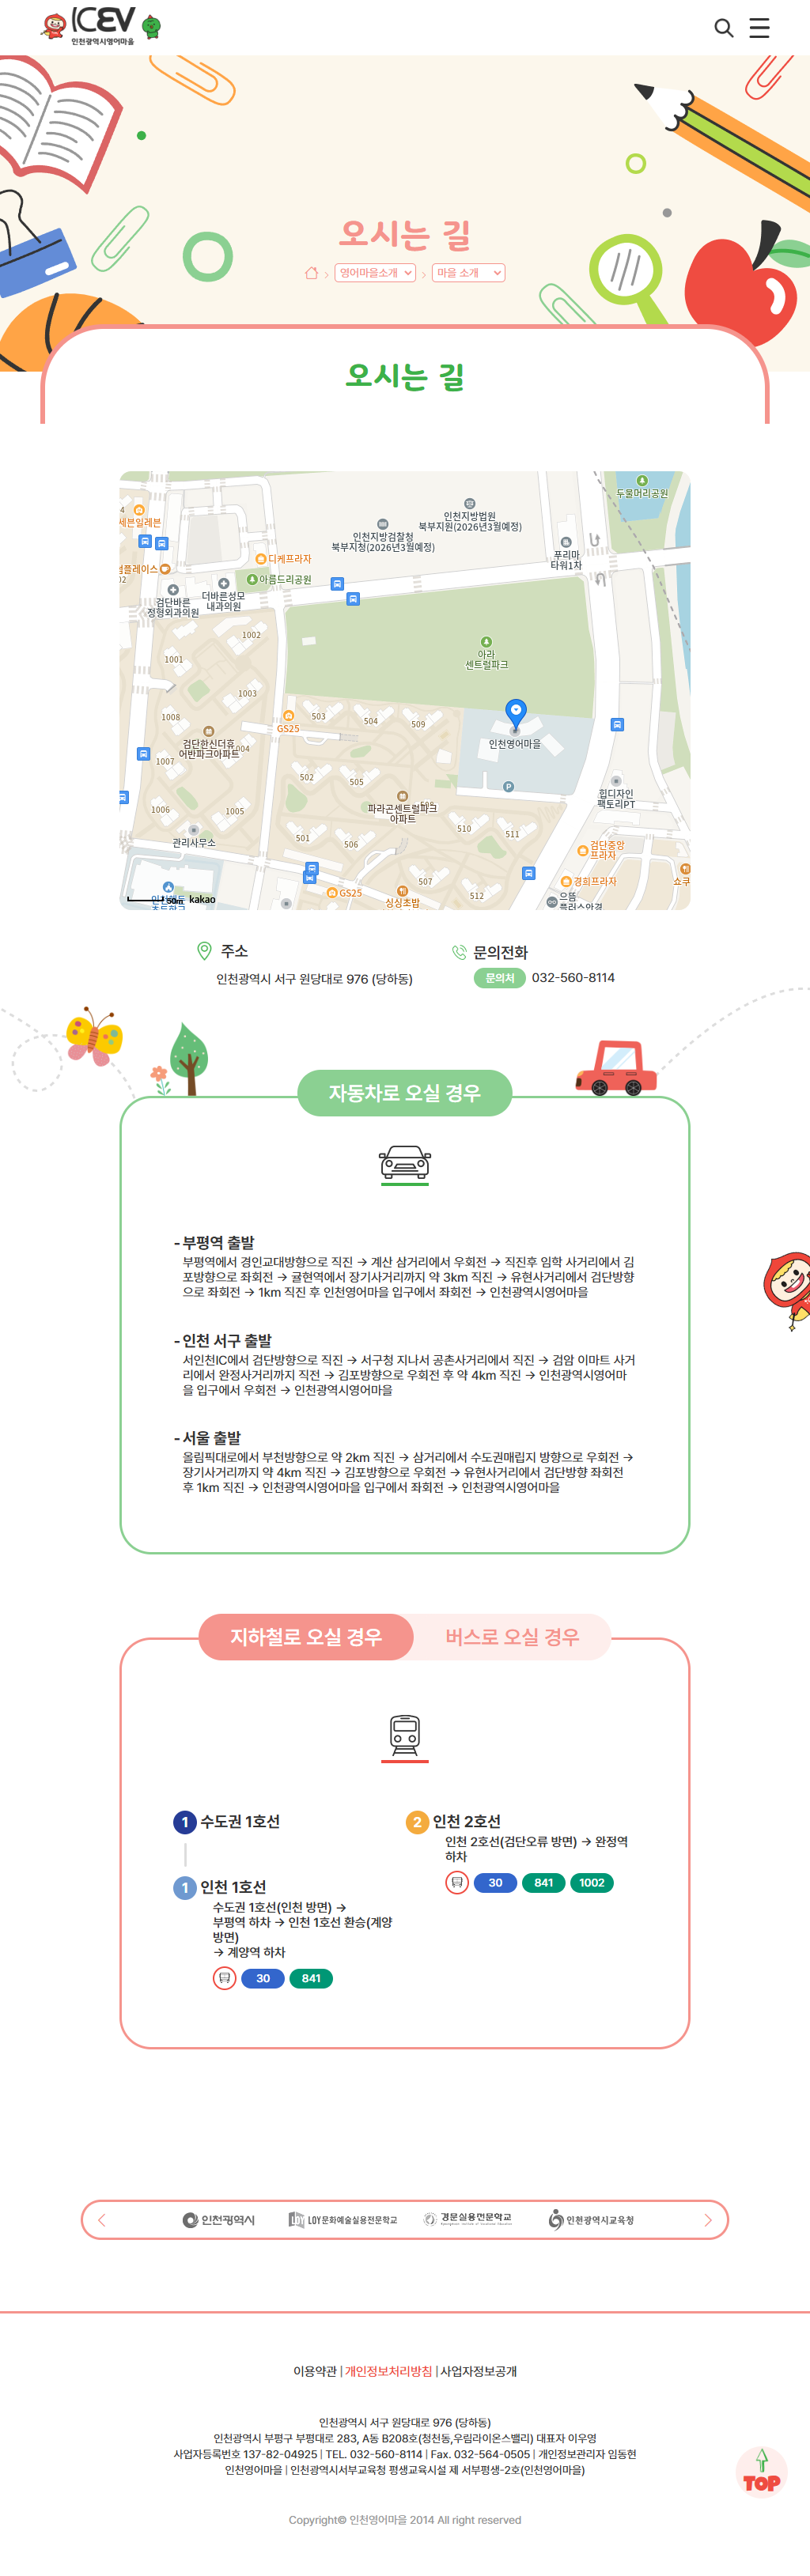 ICEV
인천광역시영어마을
오시는 길
영어마을소개
마을 소개
오시는 길
두물머리공원
세븐일레븐
인천지방법원
북부지원(2026년3월예정)
인천지방검찰청
북부지청(2026년3월예정)
푸리마
타워1차
디케프라자
아름드리공원
더바른성모
내과의원
검단바른
정형외과의원
1002
아라
센트럴파크
1001
1003
1008
503
504
509
GS25
인천영어마을
검단한신더휴
어반파크아파트
1007
502
505
P
힙디자인
팩토리PT
파라곤센트럴파크
아파트
1006
1005
501
506
510
511
관리사무소
검단중앙
프라자
507
512
경희프라자
GS25
싱싱초밥
쇼쿠
으뜸
플러스안경
50m
kakao
주소
인천광역시 서구 원당대로 976 (당하동)
문의전화
문의처 032-560-8114
자동차로 오실 경우
- 부평역 출발
부평역에서 경인교대방향으로 직진 → 계산 삼거리에서 우회전 → 직진후 임학 사거리에서 김
포방향으로 좌회전 → 귤현역에서 장기사거리까지 약 3km 직진 → 유현사거리에서 검단방향
으로 좌회전 → 1km 직진 후 인천영어마을 입구에서 좌회전 → 인천광역시영어마을
- 인천 서구 출발
서인천IC에서 검단방향으로 직진 → 서구청 지나서 공촌사거리에서 직진 → 검암 이마트 사거
리에서 완정사거리까지 직전 → 김포방향으로 우회전 후 약 4km 직진 → 인천광역시영어마
을 입구에서 우회전 → 인천광역시영어마을
- 서울 출발
올림픽대로에서 부천방향으로 약 2km 직진 → 삼거리에서 수도권매립지 방향으로 우회전 →
장기사거리까지 약 4km 직진 → 김포방향으로 우회전 → 유현사거리에서 검단방향 좌회전
후 1km 직진 → 인천광역시영어마을 입구에서 좌회전 → 인천광역시영어마을
지하철로 오실 경우
버스로 오실 경우
1 수도권 1호선
1 인천 1호선
수도권 1호선(인천 방면) →
부평역 하차 → 인천 1호선 환승(계양
방면)
→ 계양역 하차
30 841
2 인천 2호선
인천 2호선(검단오류 방면) → 완정역
하차
30 841 1002
인천광역시
LOY문화예술실용전문학교
경문실용전문학교
인천광역시교육청
이용약관 | 개인정보처리방침 | 사업자정보공개
인천광역시 서구 원당대로 976 (당하동)
인천광역시 부평구 부평대로 283, A동 B208호(청천동,우림라이온스밸리) 대표자 이우영
사업자등록번호 137-82-04925 | TEL. 032-560-8114 | Fax. 032-564-0505 | 개인정보관리자 임동현
인천영어마을 | 인천광역시서부교육청 평생교육시설 제 서부평생-2호(인천영어마을)
TOP
Copyright© 인천영어마을 2014 All right reserved